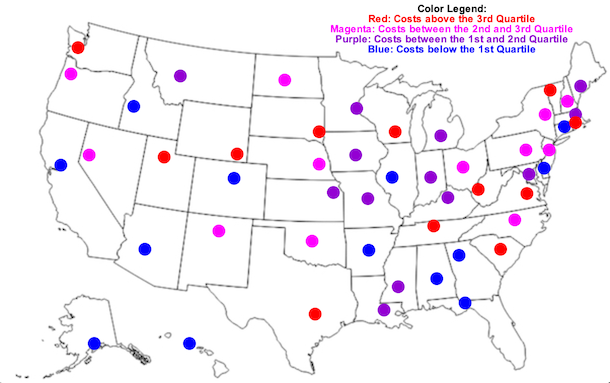 Color Legend:
Red: Costs above the 3rd Quartile
Magenta: Costs between the 2nd and 3rd Quartile
Purple: Costs between the 1st and 2nd Quartile
Blue: Costs below the 1st Quartile